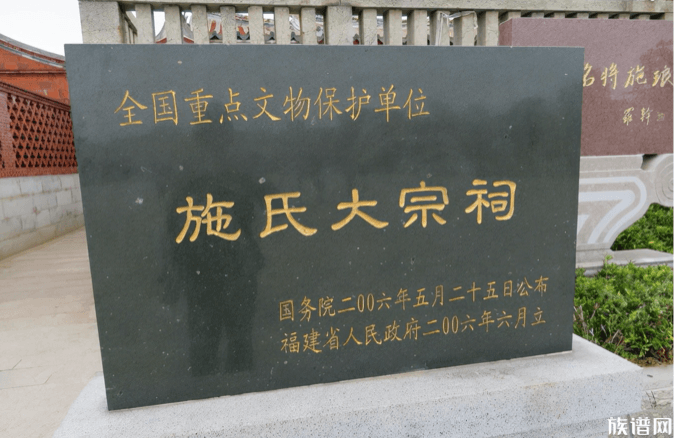 全国重点文物保护单位
施氏大宗祠
国务院二00六年五月二十五日公布
福建省人民政府二00六年六月立
名将施琅
族谱网